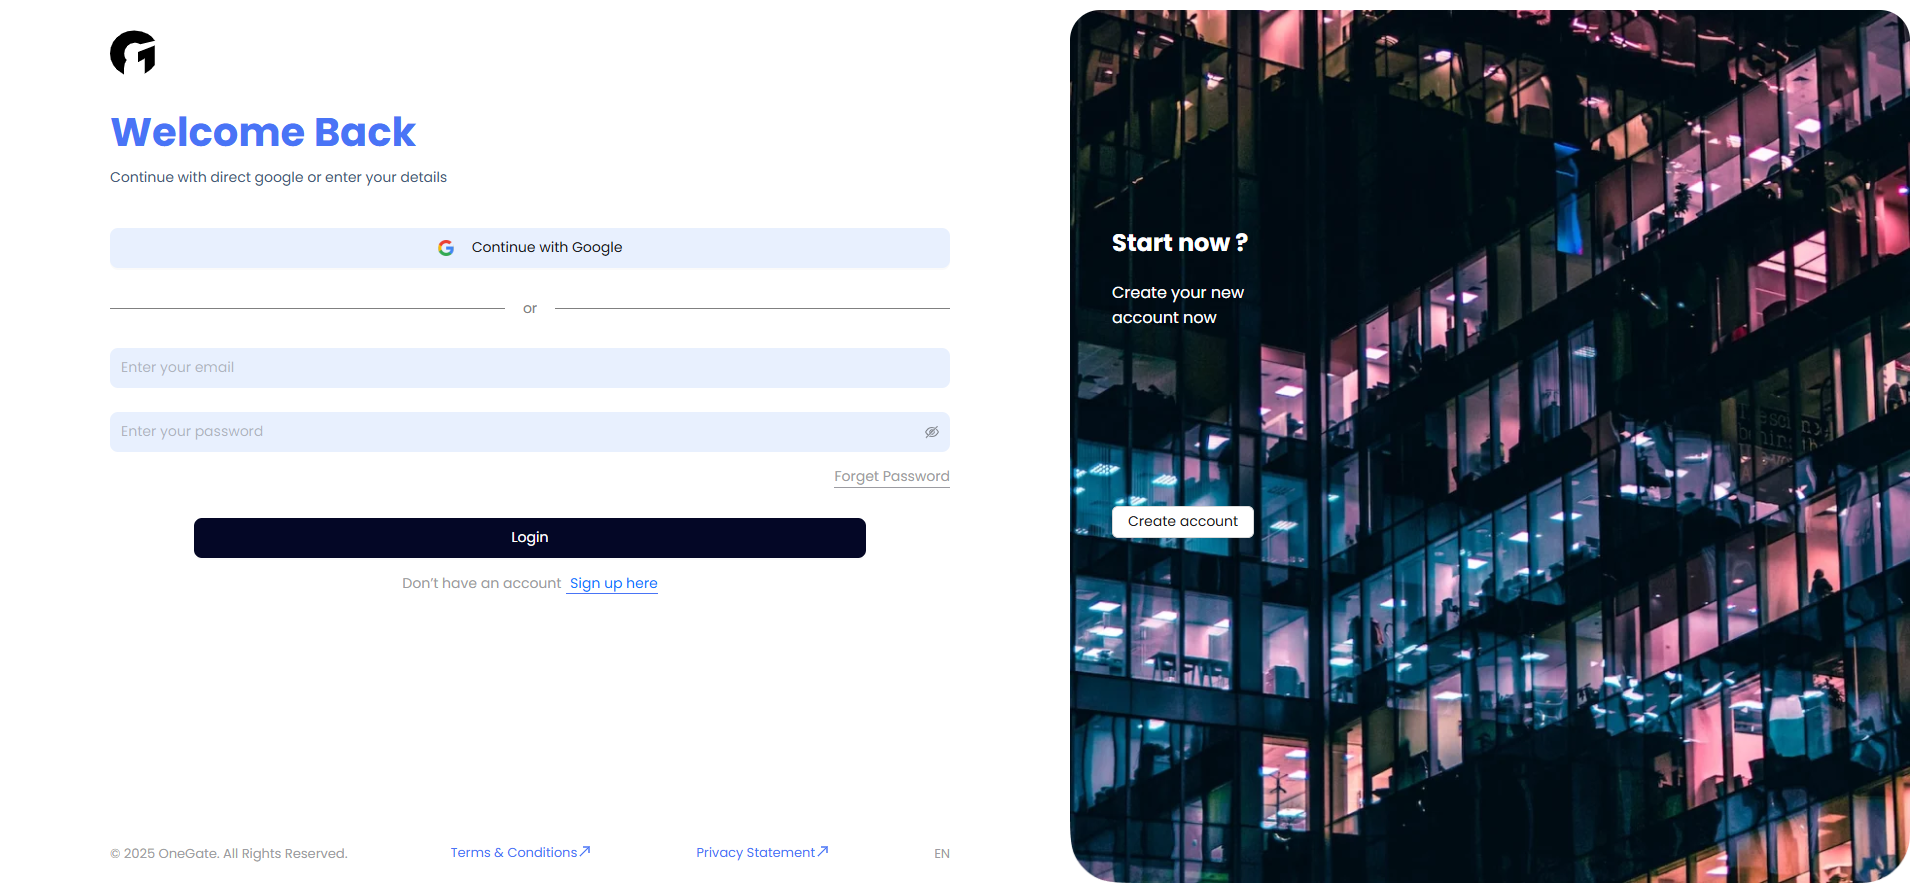 Welcome Back
Continue with direct google or enter your details
Continue with Google
or
Enter your email
Enter your password
Forget Password
Login
Don’t have an account Sign up here
© 2025 OneGate. All Rights Reserved.
Terms & Conditions
Privacy Statement
EN
Start now ?
Create your new
account now
Create account